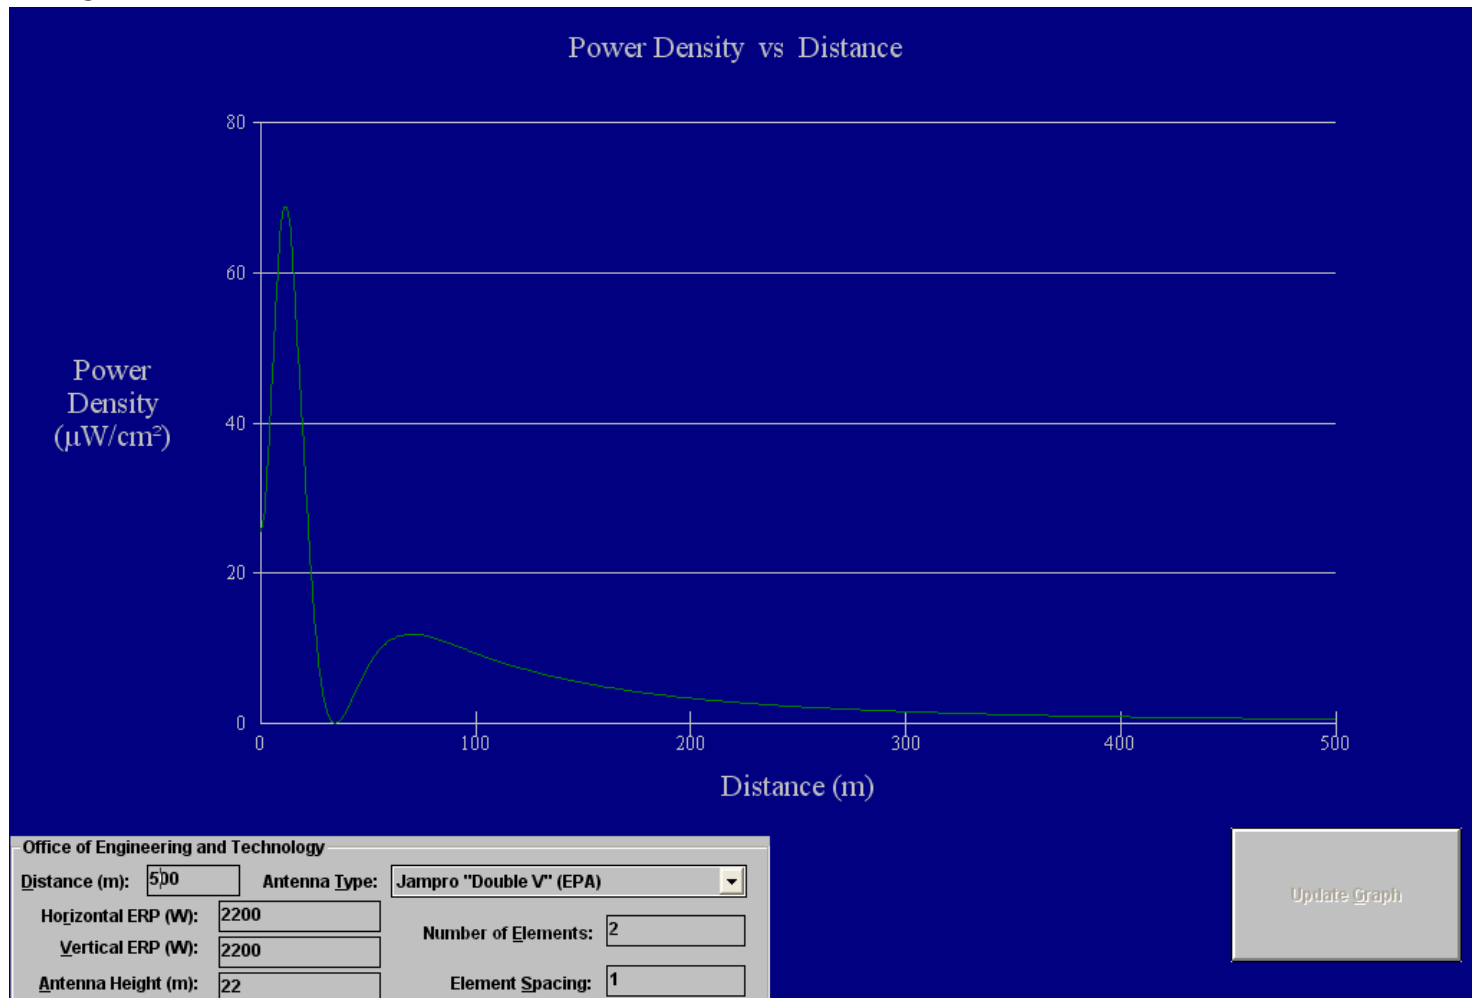 Power Density vs Distance
80
60
Power
Density
(µW/cm²)
40
20
0
0 100 200 300 400 500
Distance (m)
Office of Engineering and Technology
Distance (m): 500 Antenna Type: Jampro "Double V" (EPA)
Horizontal ERP (W): 2200
Number of Elements: 2
Vertical ERP (W): 2200
Antenna Height (m): 22 Element Spacing: 1
Update Graph